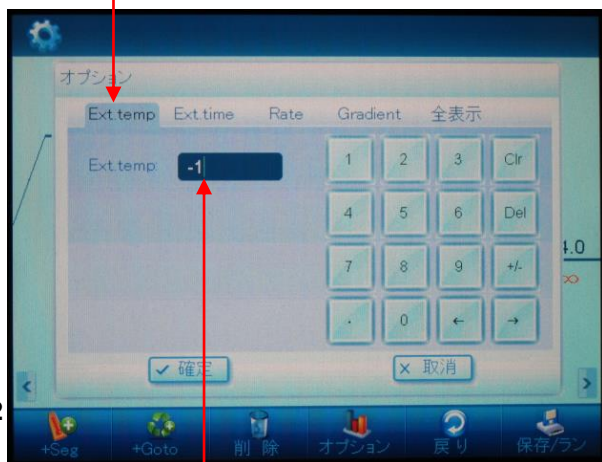 オプション
Ext.temp Ext.time Rate Gradient 全表示
Ext.temp: -1
1 2 3 Clr
4 5 6 Del
7 8 9 +/-
. 0 ← →
4.0
∞
✓ 確定 × 取消
< >
2
+Seg +Goto 削除 オプション 戻り 保存/ラン